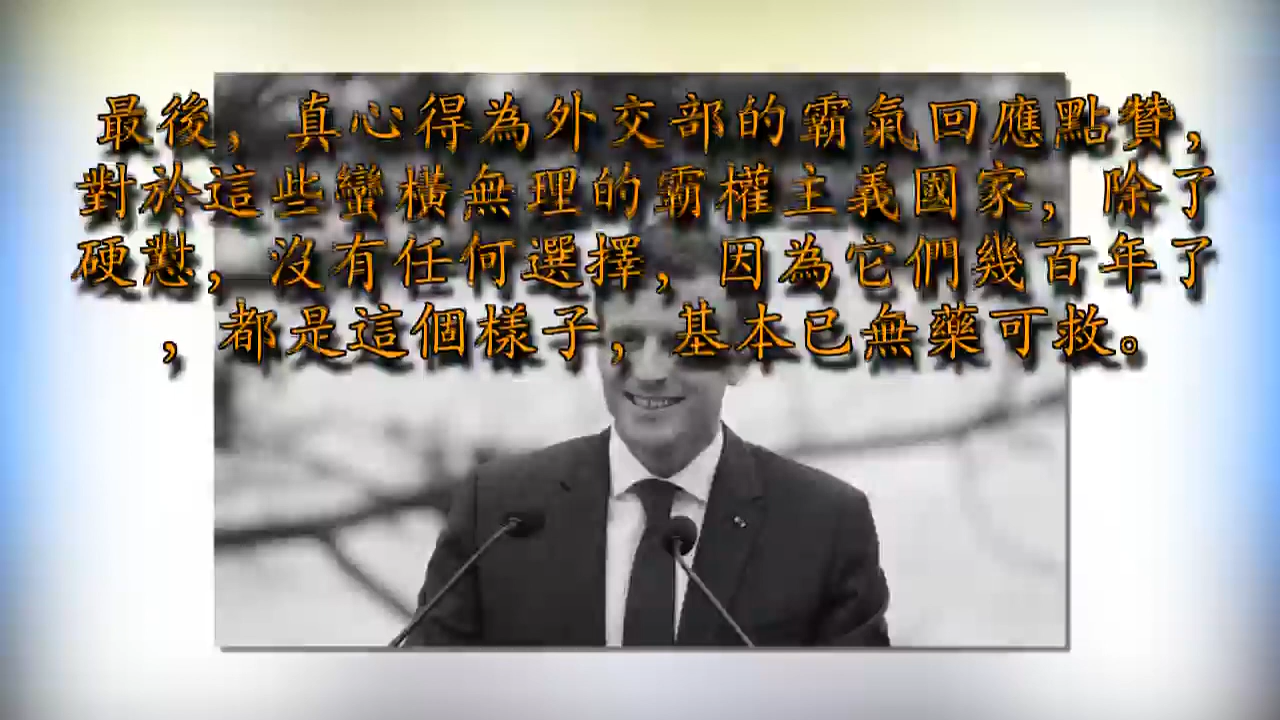 最後，真心得為外交部的霸氣回應點贊，
對於這些蠻橫無理的霸權主義國家，除了
硬懟，沒有任何選擇，因為它們幾百年了
，都是這個樣子，基本已無藥可救。